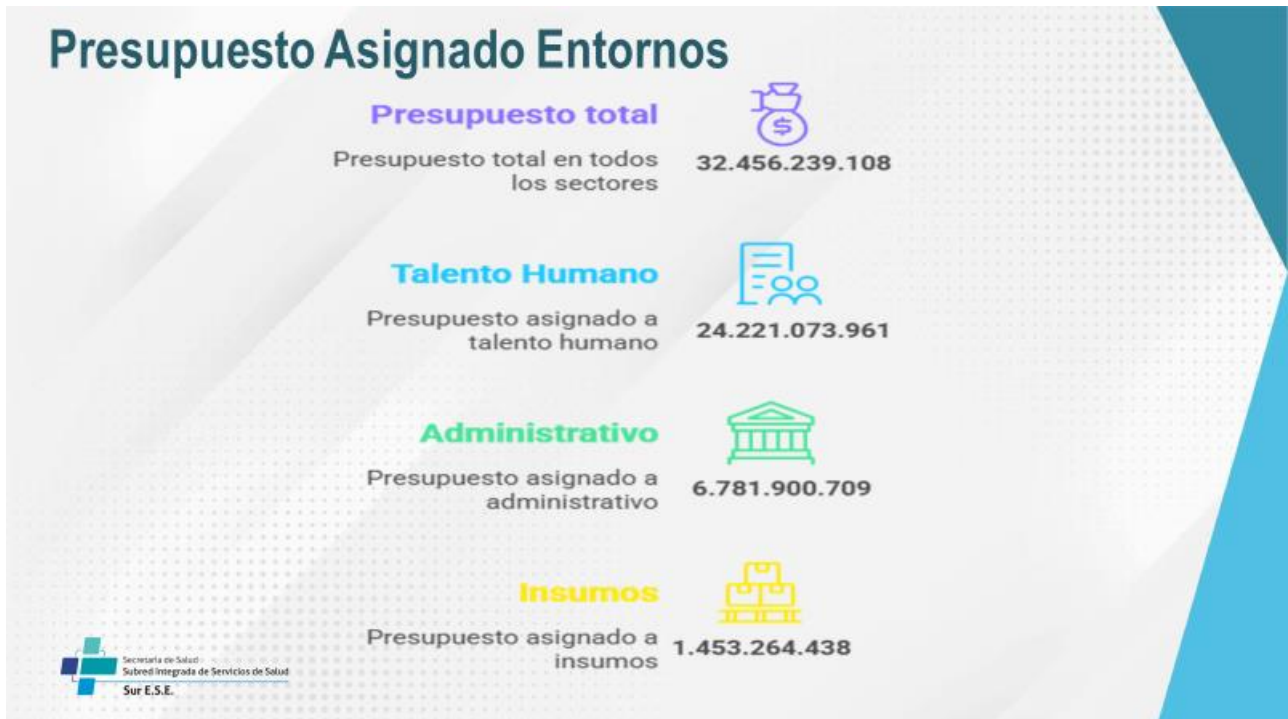 Presupuesto Asignado Entornos
Presupuesto total
Presupuesto total en todos
los sectores
32.456.239.108
Talento Humano
Presupuesto asignado a
talento humano
24.221.073.961
Administrativo
Presupuesto asignado a
administrativo
6.781.900.709
Insumos
Presupuesto asignado a
insumos
1.453.264.438
Secretaría de Salud
Subred Integrada de Servicios de Salud
Sur E.S.E.